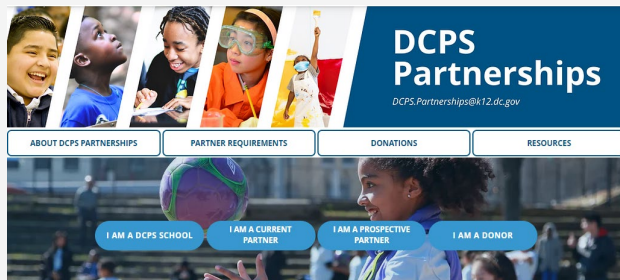 DCPS
Partnerships
DCPS.Partnerships@k12.dc.gov
ABOUT DCPS PARTNERSHIPS
PARTNER REQUIREMENTS
DONATIONS
RESOURCES
I AM A DCPS SCHOOL
I AM A CURRENT
PARTNER
I AM A PROSPECTIVE
PARTNER
I AM A DONOR